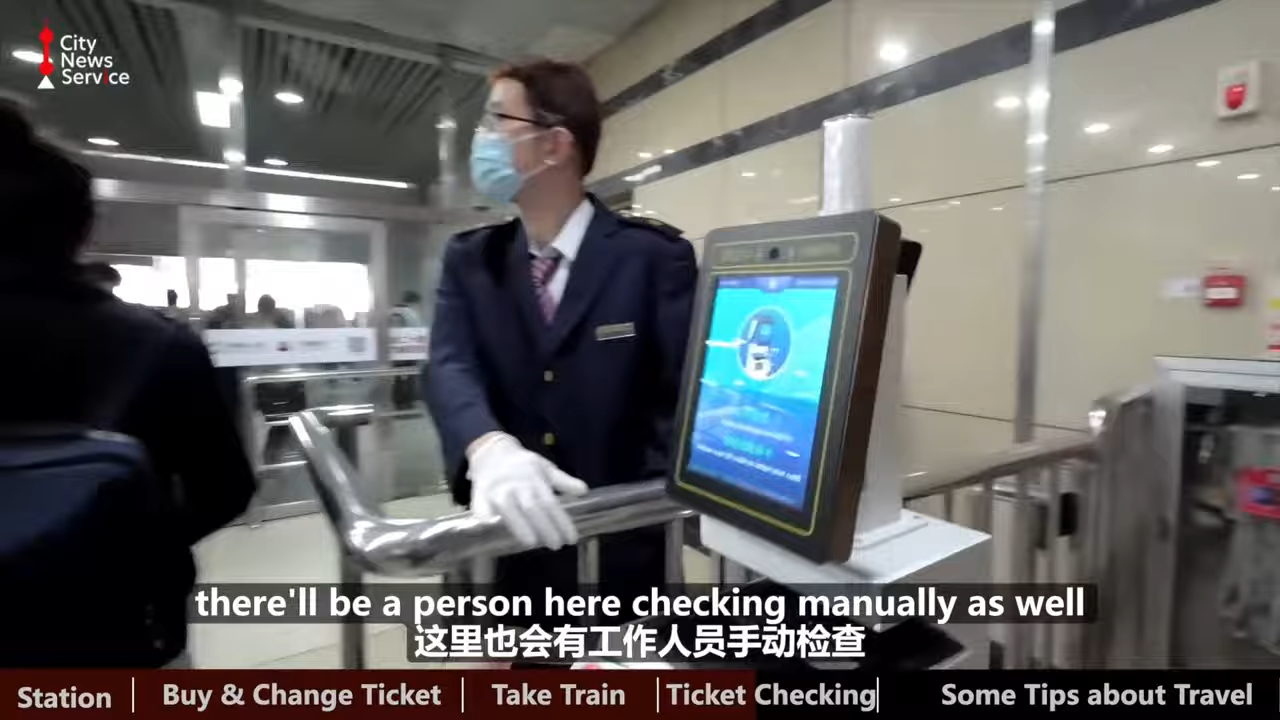 City
News
Service
there'll be a person here checking manually as well
这里也会有工作人员手动检查
Station
Buy & Change Ticket
Take Train
Ticket Checking
Some Tips about Travel